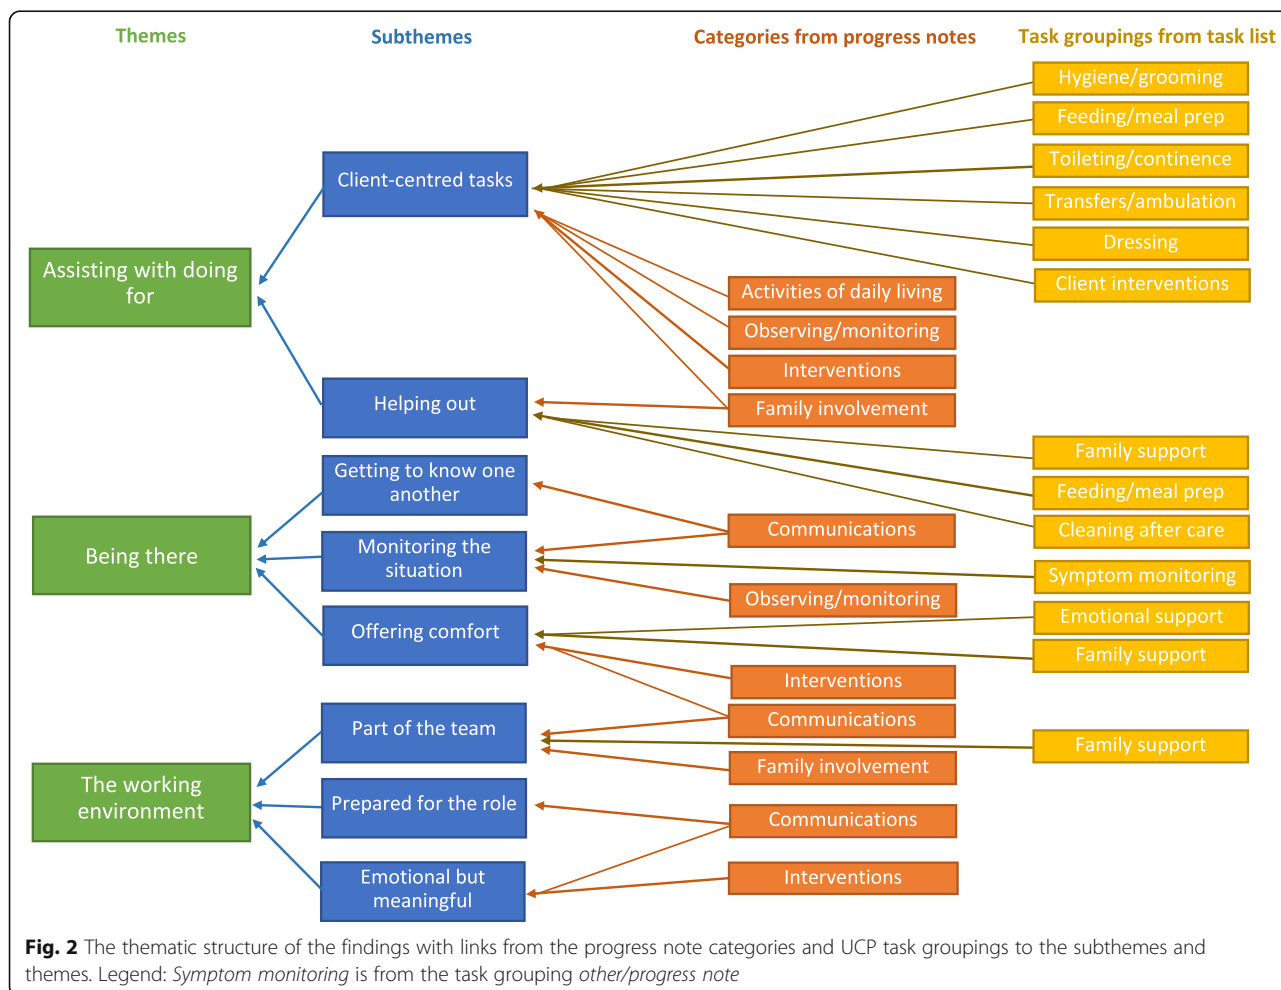 Themes
Subthemes
Categories from progress notes
Task groupings from task list
Assisting with doing
for
Being there
The working
environment
Client-centred tasks
Helping out
Getting to know one
another
Monitoring the
situation
Offering comfort
Part of the team
Prepared for the role
Emotional but
meaningful
Activities of daily living
Observing/monitoring
Interventions
Family involvement
Communications
Observing/monitoring
Interventions
Communications
Family involvement
Communications
Interventions
Hygiene/grooming
Feeding/meal prep
Toileting/continence
Transfers/ambulation
Dressing
Client interventions
Family support
Feeding/meal prep
Cleaning after care
Symptom monitoring
Emotional support
Family support
Family support
Fig. 2 The thematic structure of the findings with links from the progress note categories and UCP task groupings to the subthemes and
themes. Legend: Symptom monitoring is from the task grouping other/progress note